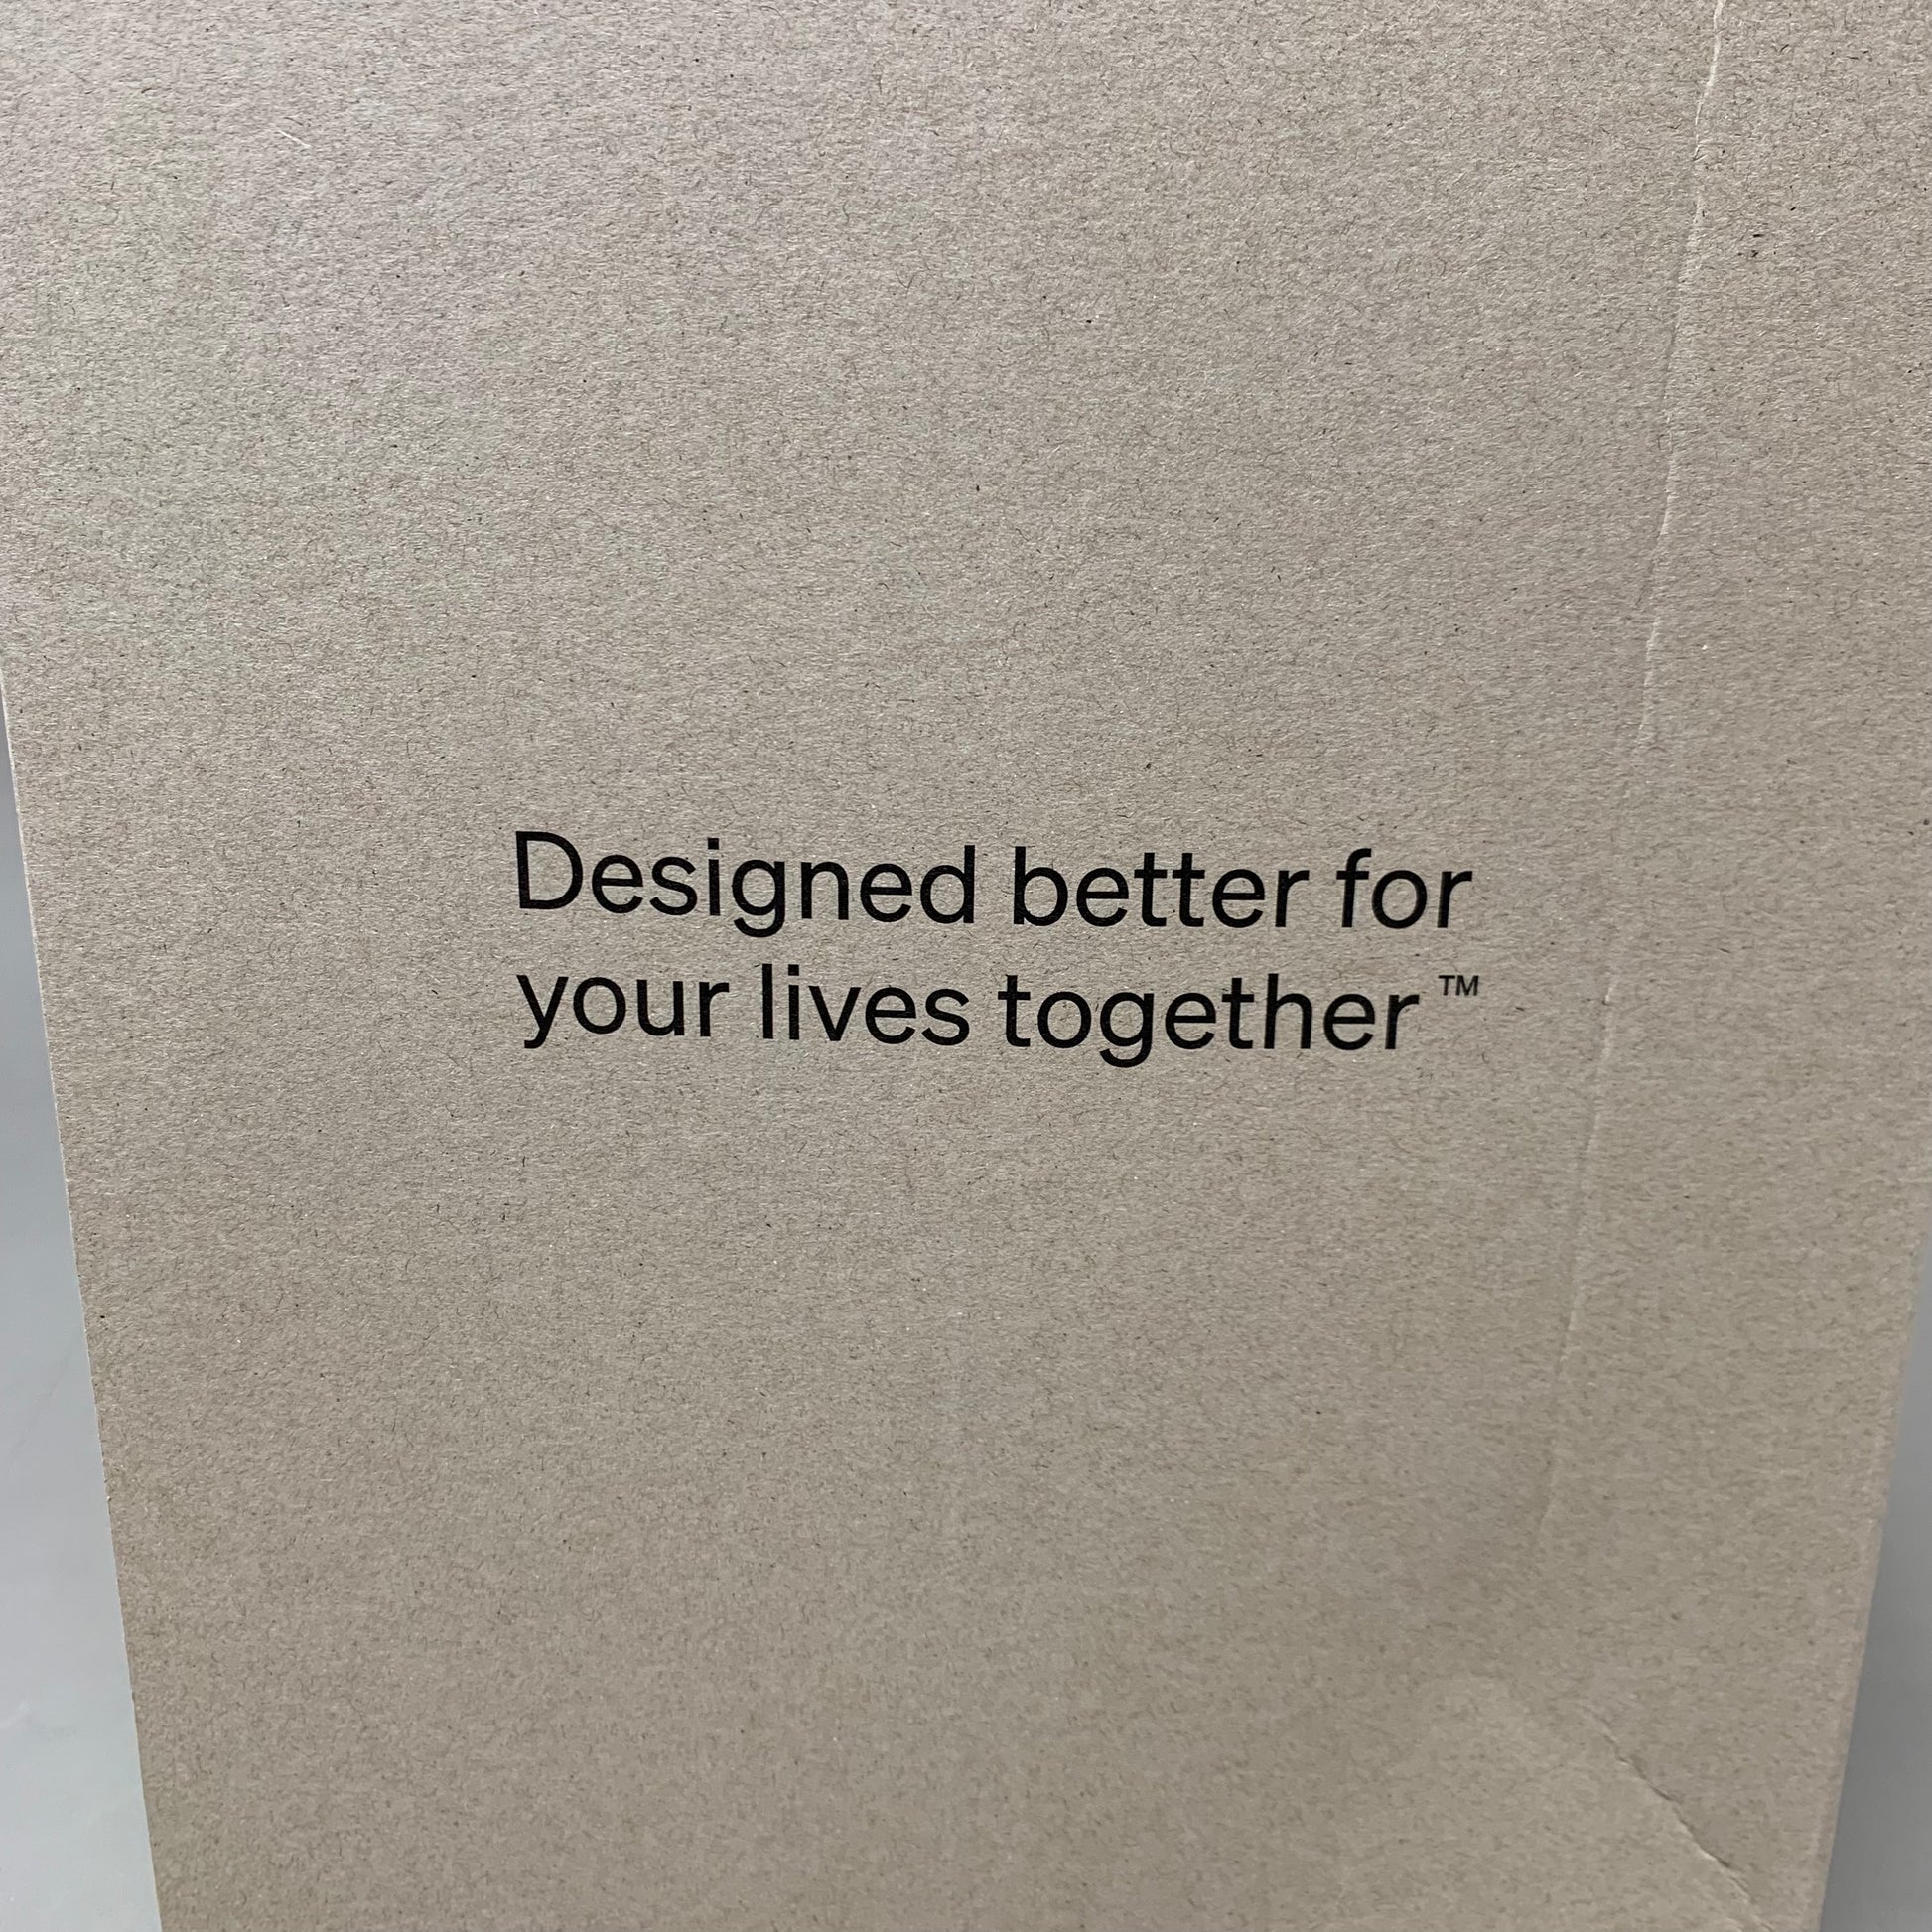 Designed better for
your lives together™